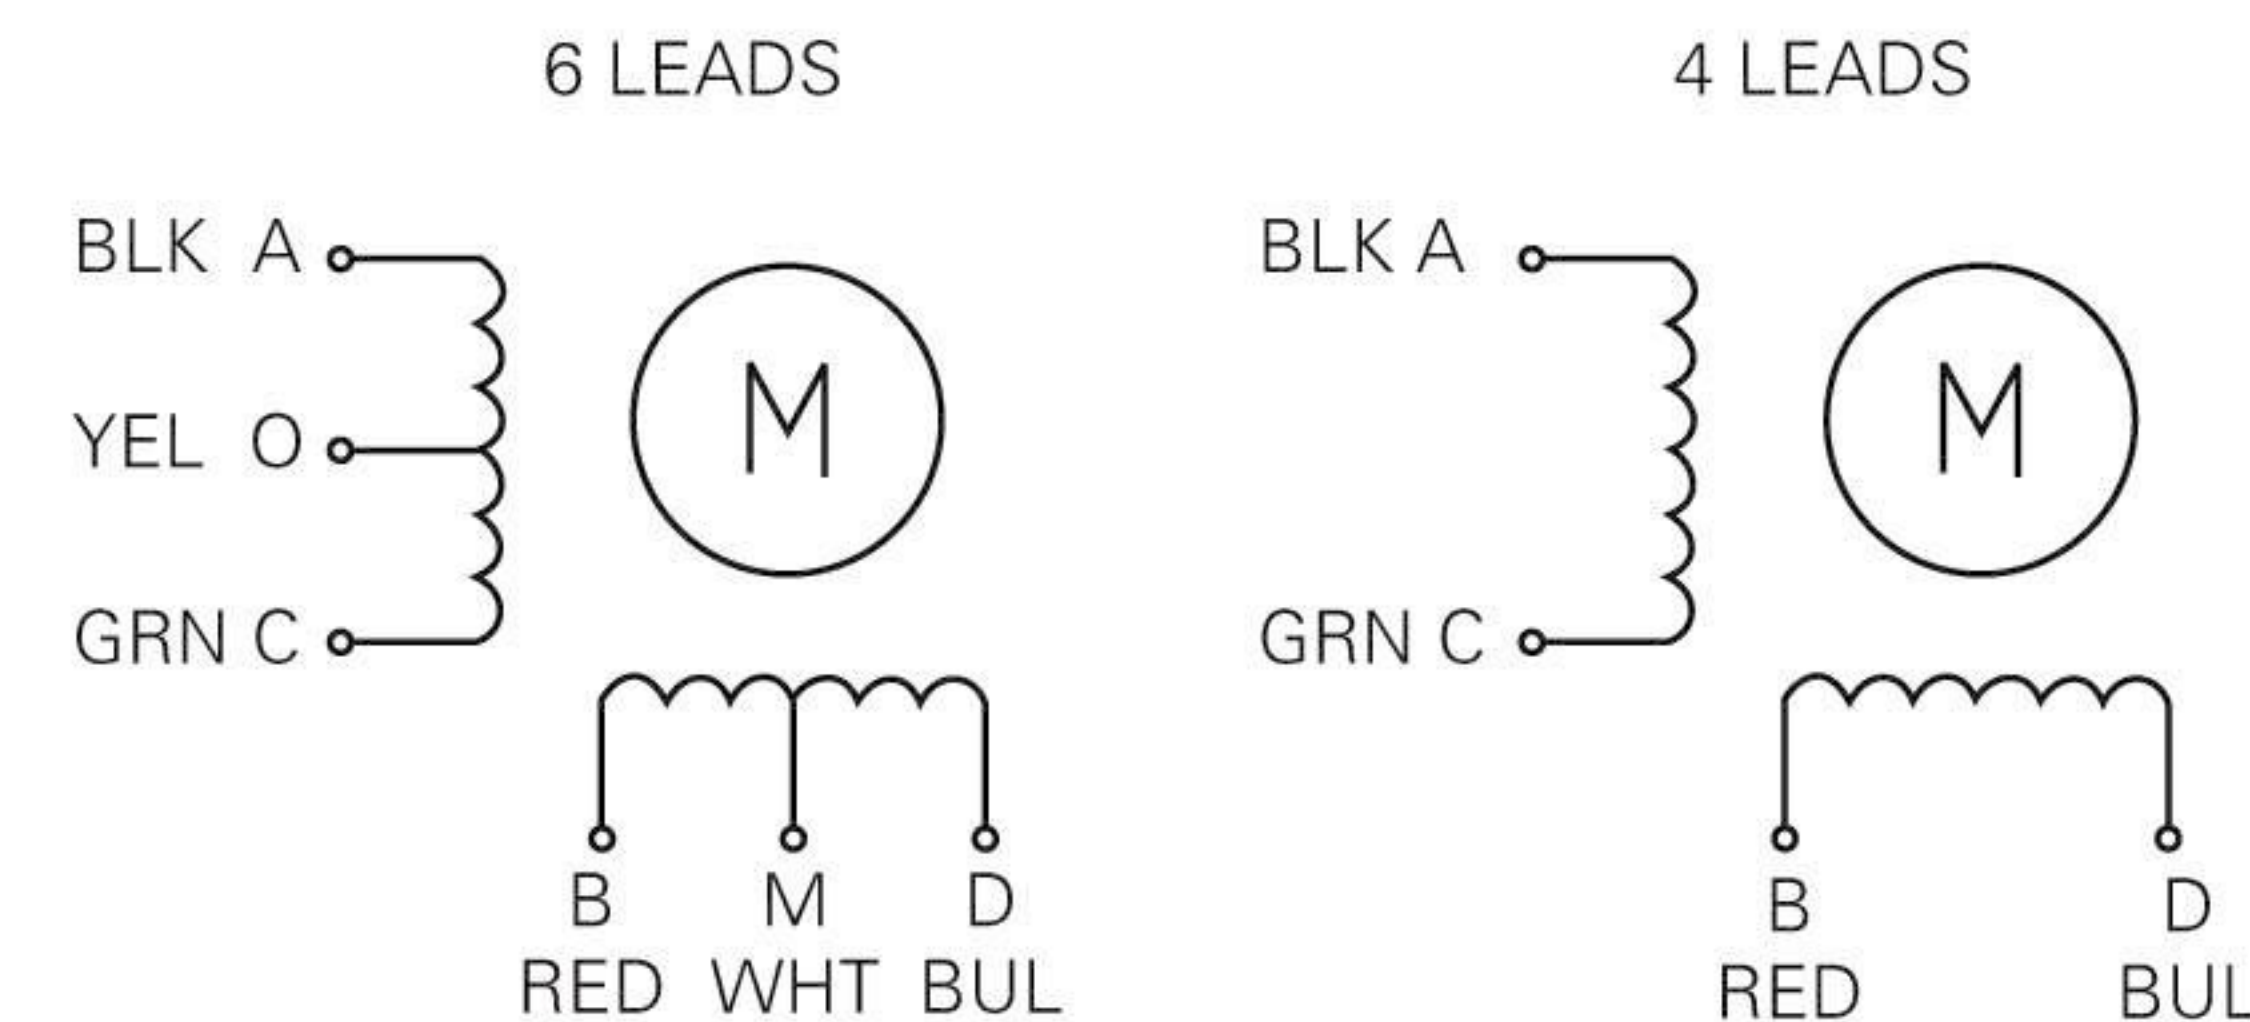 6 LEADS
BLK A
YEL O
GRN C
M
B M D
RED WHT BUL
4 LEADS
BLK A
GRN C
M
B D
RED BUL